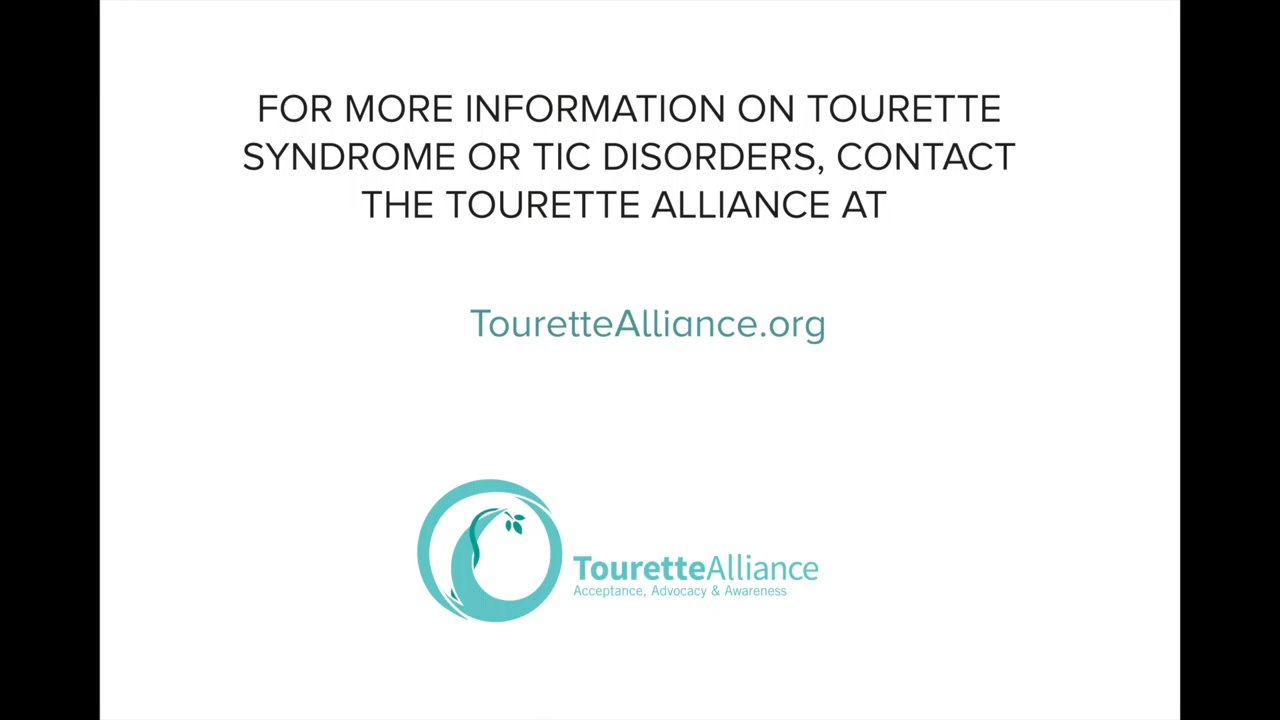 FOR MORE INFORMATION ON TOURETTE
SYNDROME OR TIC DISORDERS, CONTACT
THE TOURETTE ALLIANCE AT
TouretteAlliance.org
TouretteAlliance
Acceptance, Advocacy & Awareness